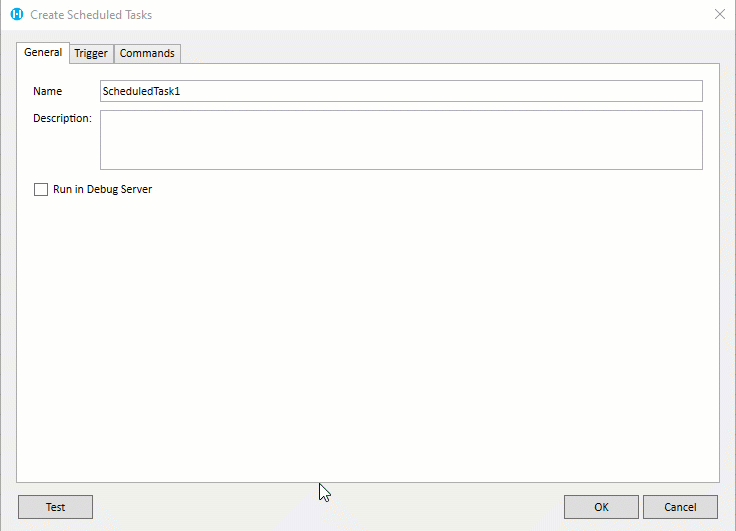 Create Scheduled Tasks
General Trigger Commands
Name ScheduledTask1
Description:
Run in Debug Server
Test OK Cancel